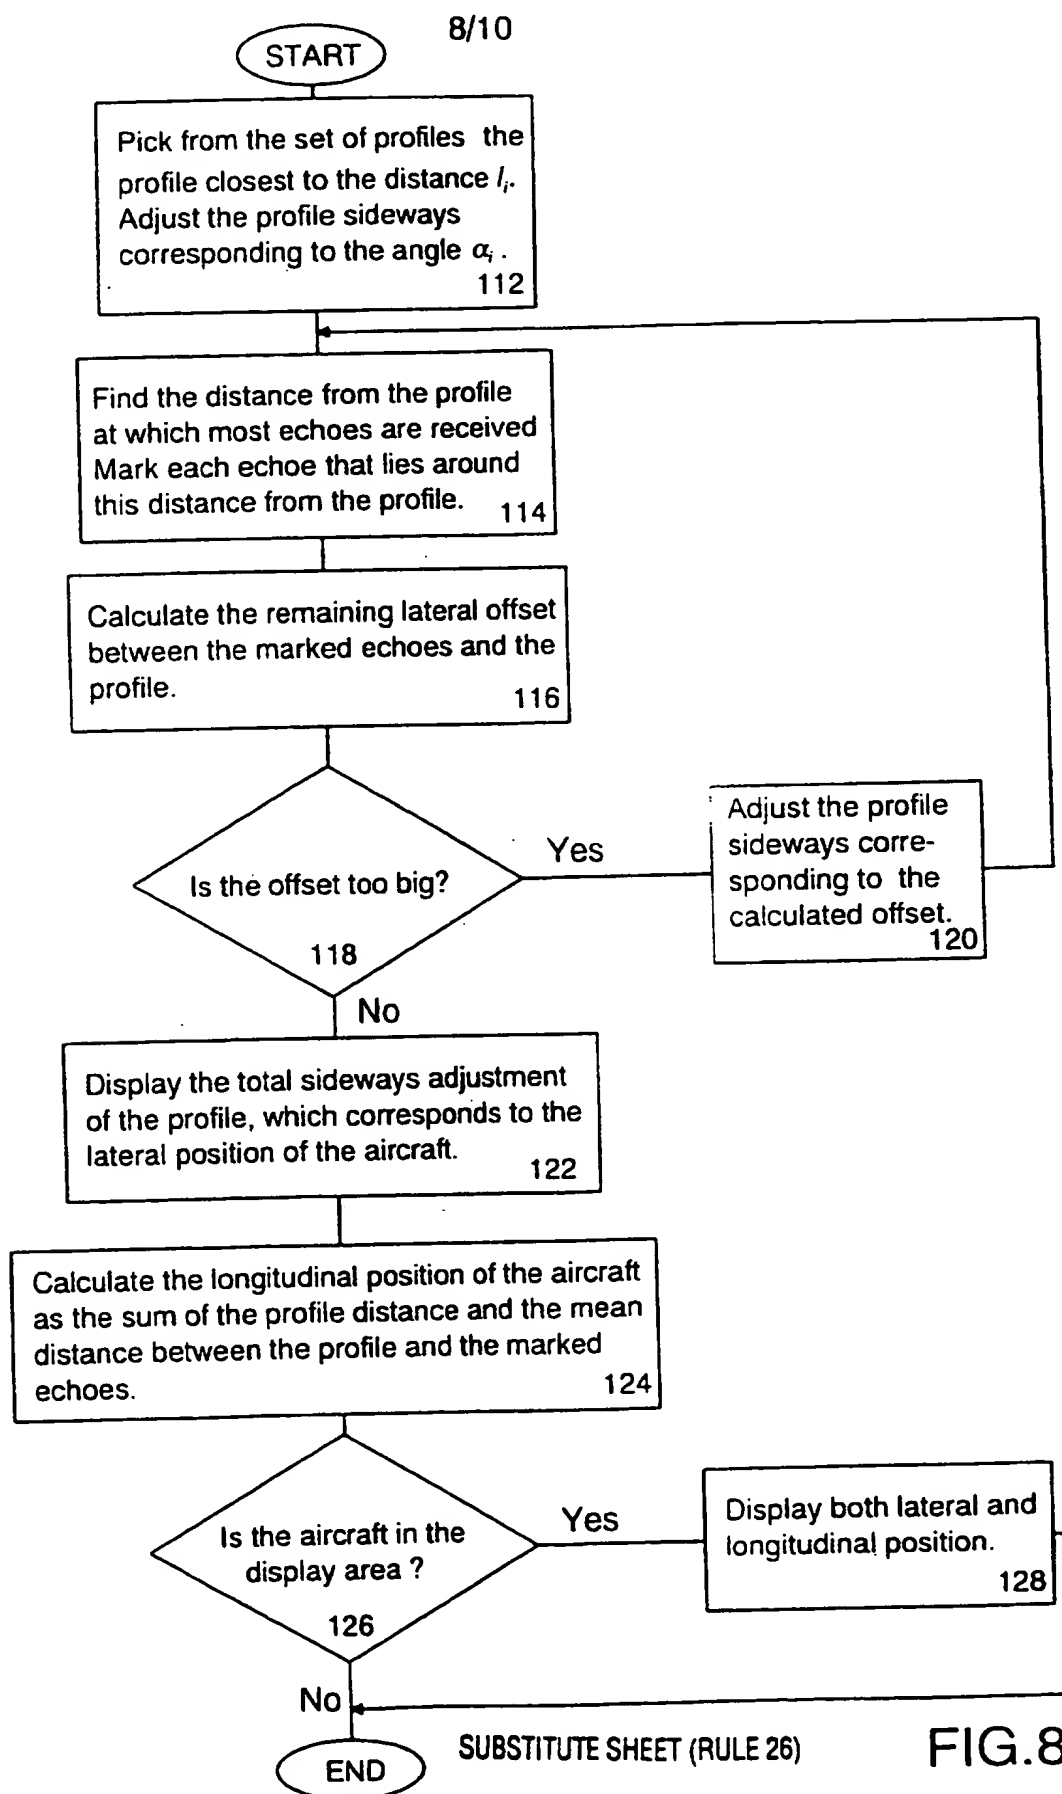 8/10
START
Pick from the set of profiles the
profile closest to the distance lᵢ.
Adjust the profile sideways
corresponding to the angle αᵢ.
112
Find the distance from the profile
at which most echoes are received
Mark each echoe that lies around
this distance from the profile.
114
Calculate the remaining lateral offset
between the marked echoes and the
profile.
116
Is the offset too big?
118
Yes
Adjust the profile
sideways corre-
sponding to the
calculated offset.
120
No
Display the total sideways adjustment
of the profile, which corresponds to the
lateral position of the aircraft.
122
Calculate the longitudinal position of the aircraft
as the sum of the profile distance and the mean
distance between the profile and the marked
echoes.
124
Is the aircraft in the
display area ?
126
Yes
Display both lateral and
longitudinal position.
128
No
END
SUBSTITUTE SHEET (RULE 26)
FIG.8